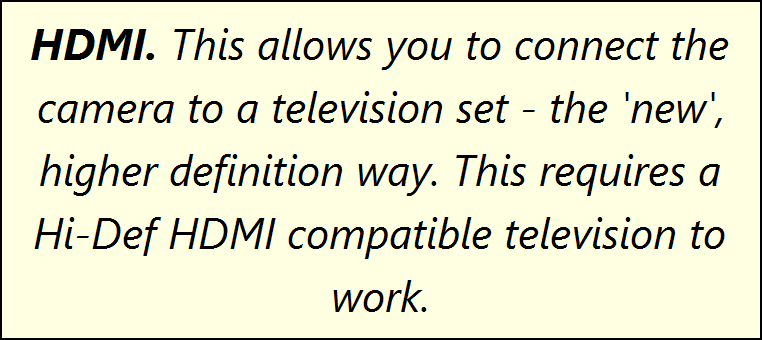 HDMI. This allows you to connect the
camera to a television set - the 'new',
higher definition way. This requires a
Hi-Def HDMI compatible television to
work.